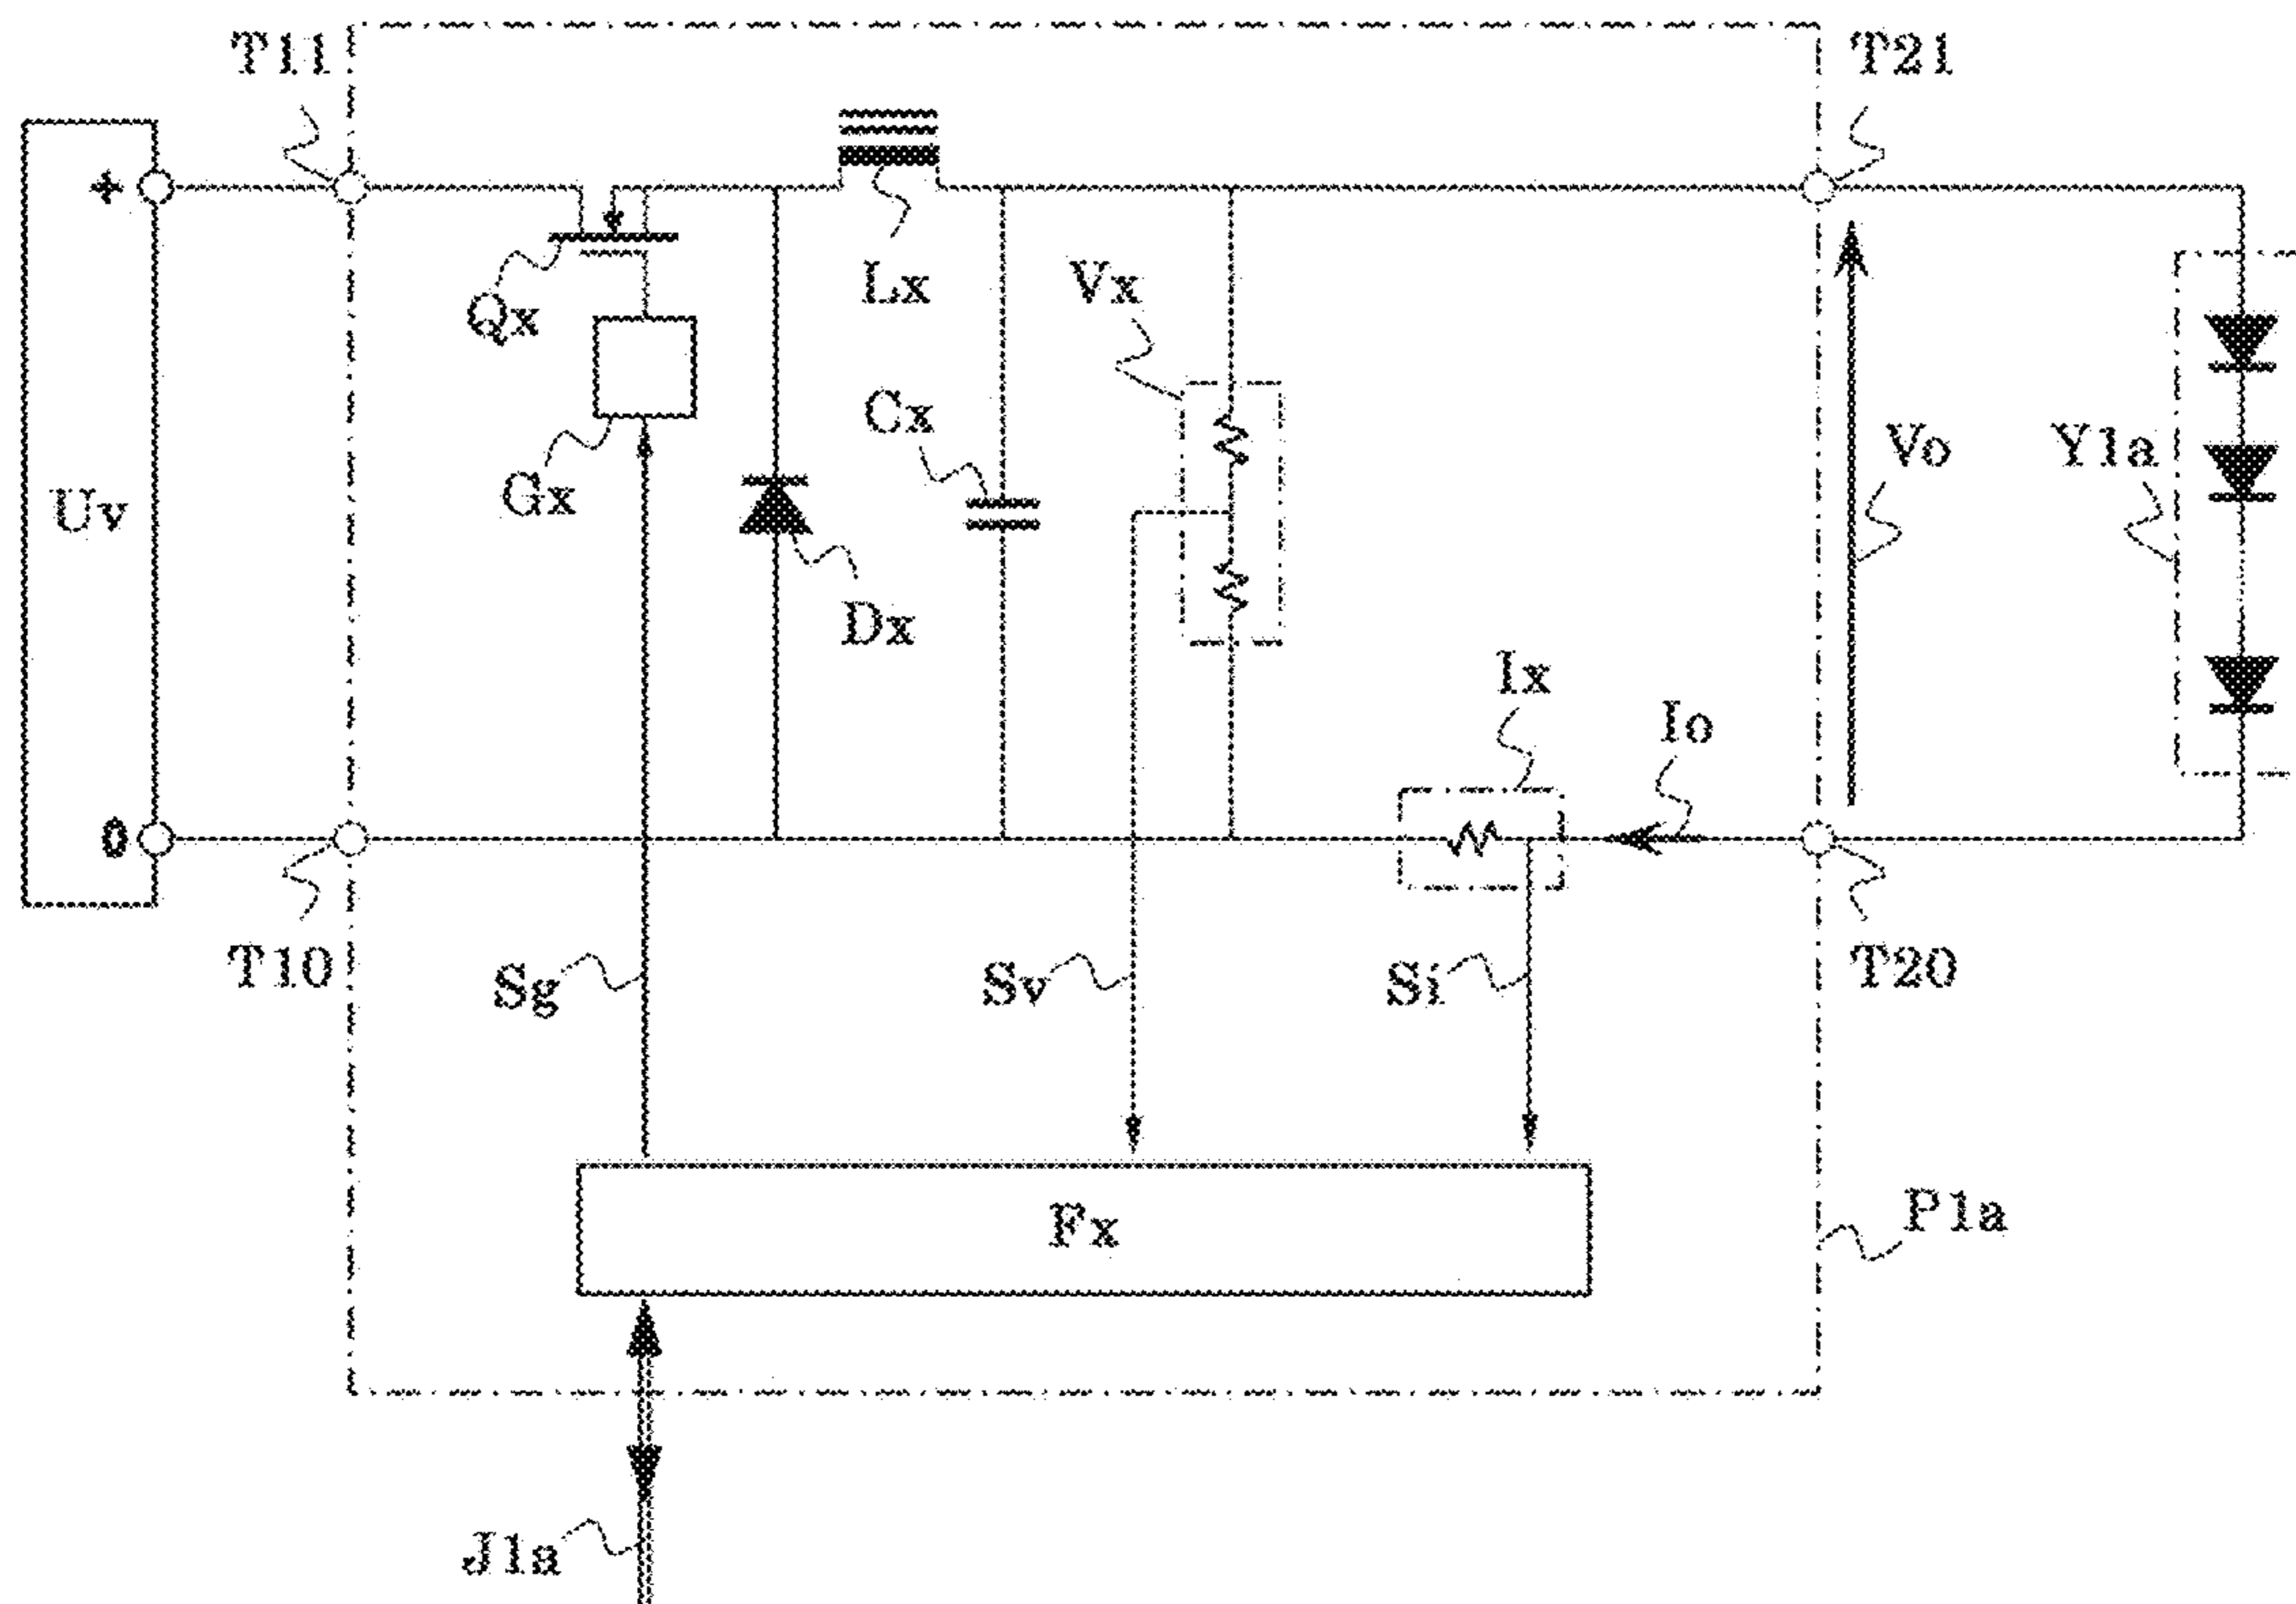 T11
T21
+
Lx
Vx
Qx
Cx
Vo
Y1a
Gx
Uv
Dx
Ix
Io
0
T10
Sg
Sv
Si
T20
P1a
Fx
J1a